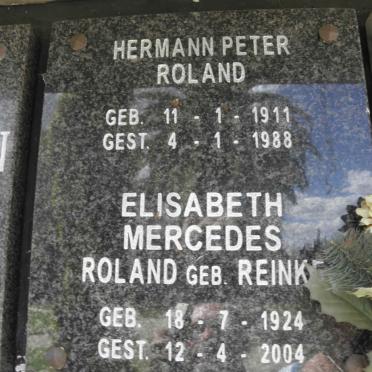 HERMANN PETER
ROLAND
GEB. 11 - 1 - 1911
GEST. 4 - 1 - 1988
ELISABETH
MERCEDES
ROLAND GEB.
GEB. 18 - 7 - 1924
GEST. 12 - 4 - 2004